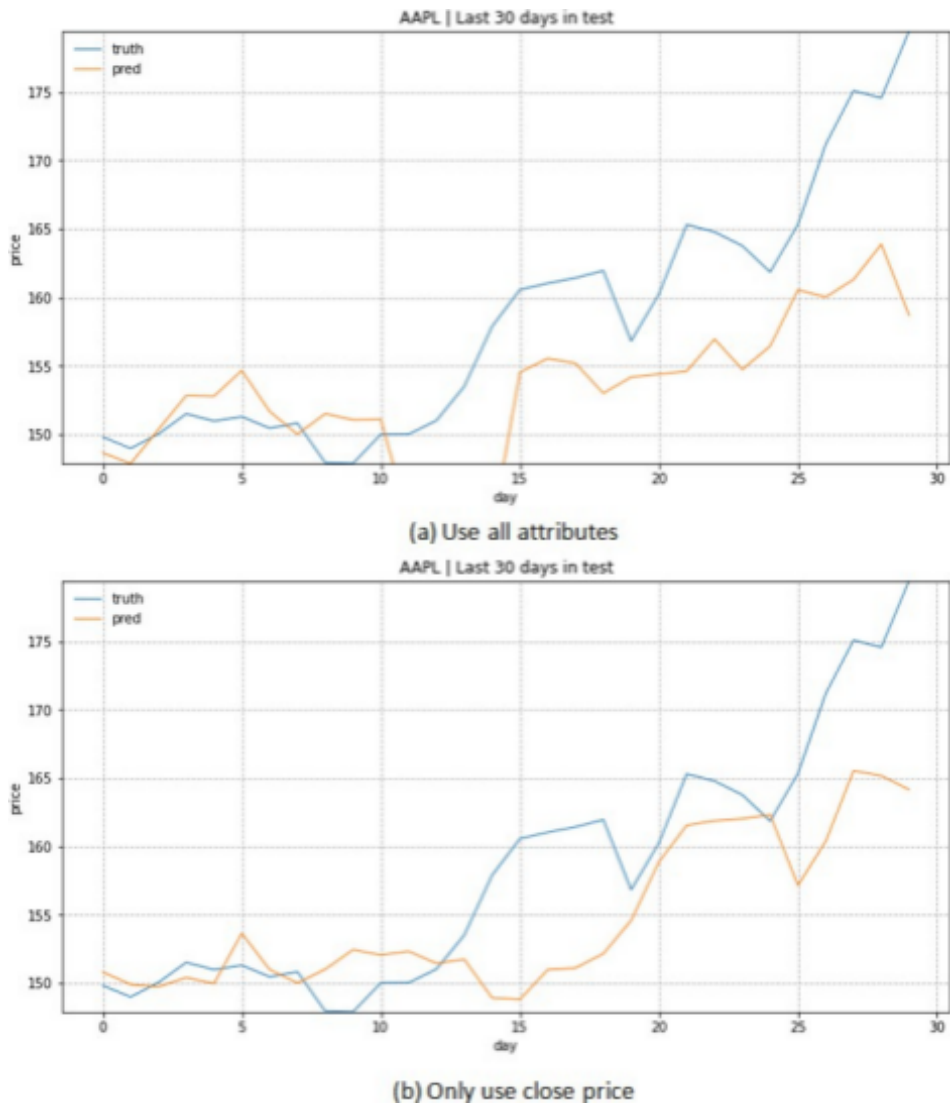 AAPL | Last 30 days in test
truth
pred
175
170
165
160
155
150
price
0 5 10 15 20 25 30
day
(a) Use all attributes
AAPL | Last 30 days in test
truth
pred
175
170
165
160
155
150
price
0 5 10 15 20 25 30
day
(b) Only use close price